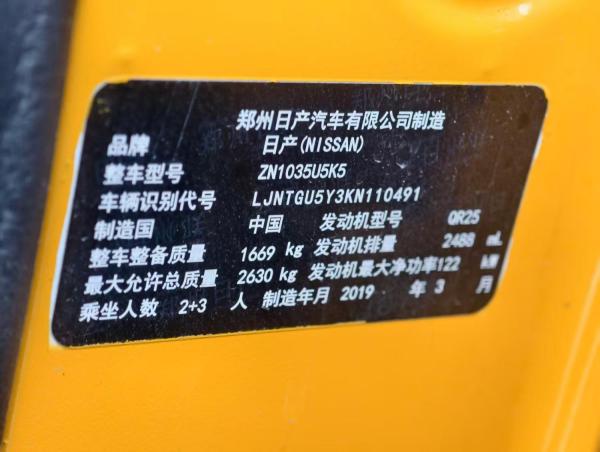 郑州日产汽车有限公司制造
品牌 日产(NISSAN)
整车型号 ZN1035U5K5
车辆识别代号 LJNTGU5Y3KN110491
制造国 中国 发动机型号 QR25
整车整备质量 1669 kg 发动机排量 2488 mL
最大允许总质量 2630 kg 发动机最大净功率122 kW
乘坐人数 2+3 人 制造年月 2019 年 3 月